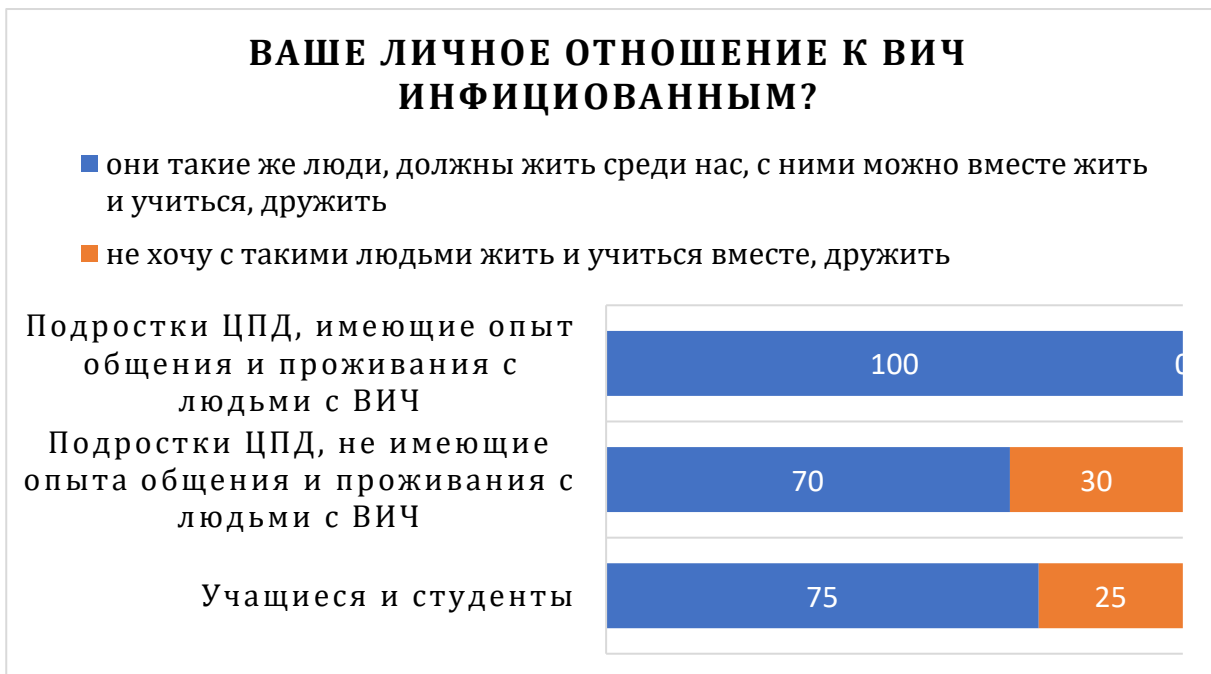 ВАШЕ ЛИЧНОЕ ОТНОШЕНИЕ К ВИЧ
ИНФИЦИОВАННЫМ?
они такие же люди, должны жить среди нас, с ними можно вместе жить
и учиться, дружить
не хочу с такими людьми жить и учиться вместе, дружить
Подростки ЦПД, имеющие опыт
общения и проживания с
людьми с ВИЧ
100 0
Подростки ЦПД, не имеющие
опыта общения и проживания с
людьми с ВИЧ
70 30
Учащиеся и студенты
75 25